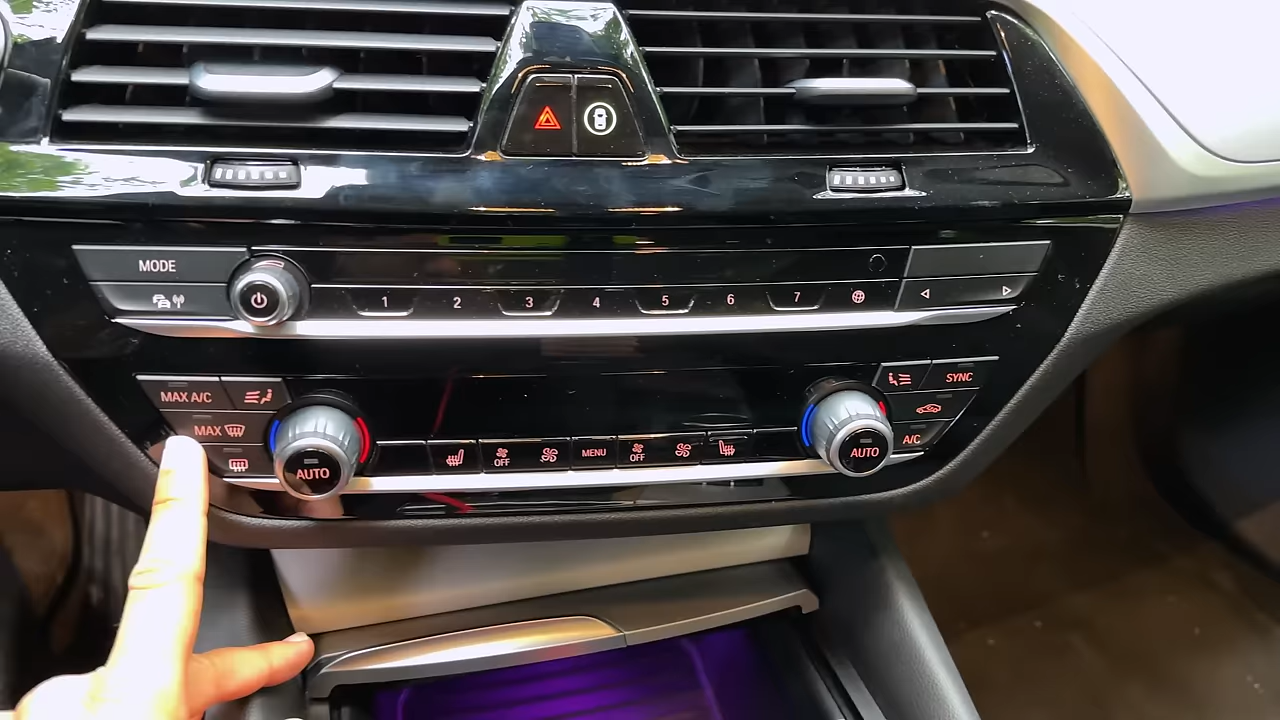 MODE
1 2 3 4 5 6 7
MAX A/C
SYNC
MAX
A/C
AUTO
OFF
MENU
OFF
AUTO